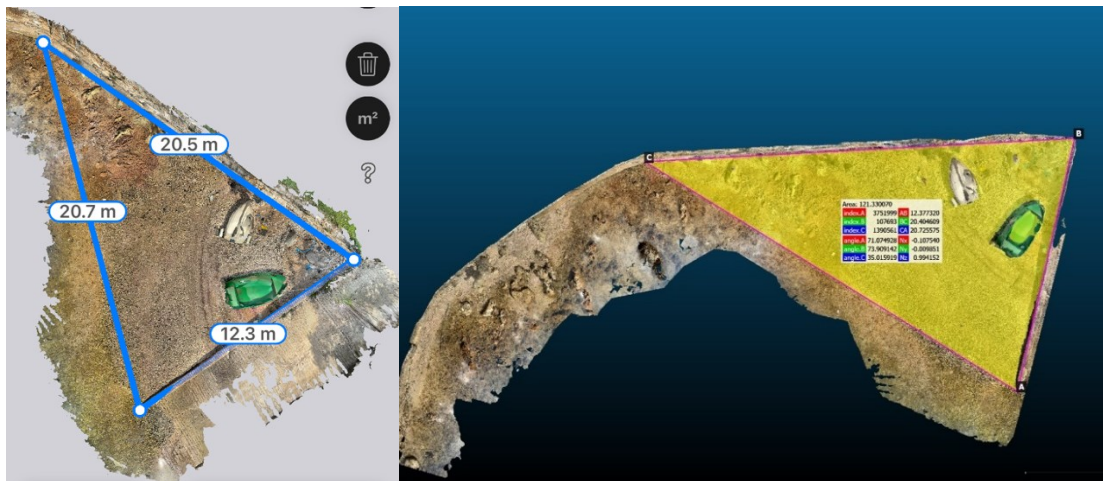 m²
?
20.5 m
20.7 m
12.3 m
B
C
Area: 121.330070
index.A 3751999 AB 12.377320
index.B 107693 BC 20.404609
index.C 1390561 CA 20.725575
angle.A 71.074928 Nx -0.107540
angle.B 73.909142 Ny -0.009851
angle.C 35.015919 Nz 0.994152
A